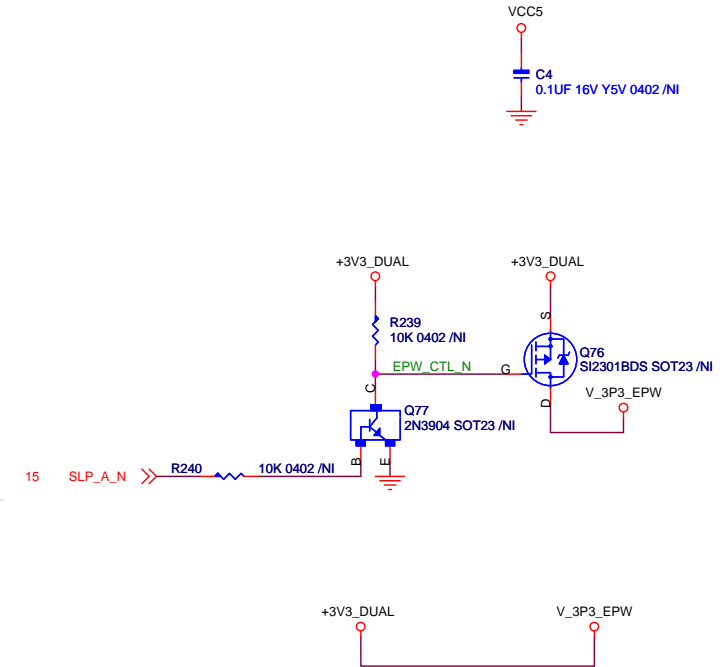 VCC5
C4
0.1UF 16V Y5V 0402 /NI
+3V3_DUAL
+3V3_DUAL
S
R239
10K 0402 /NI
EPW_CTL_N
G
Q76
SI2301BDS SOT23 /NI
C
D
V_3P3_EPW
Q77
2N3904 SOT23 /NI
B
E
15
SLP_A_N
R240
10K 0402 /NI
+3V3_DUAL
V_3P3_EPW